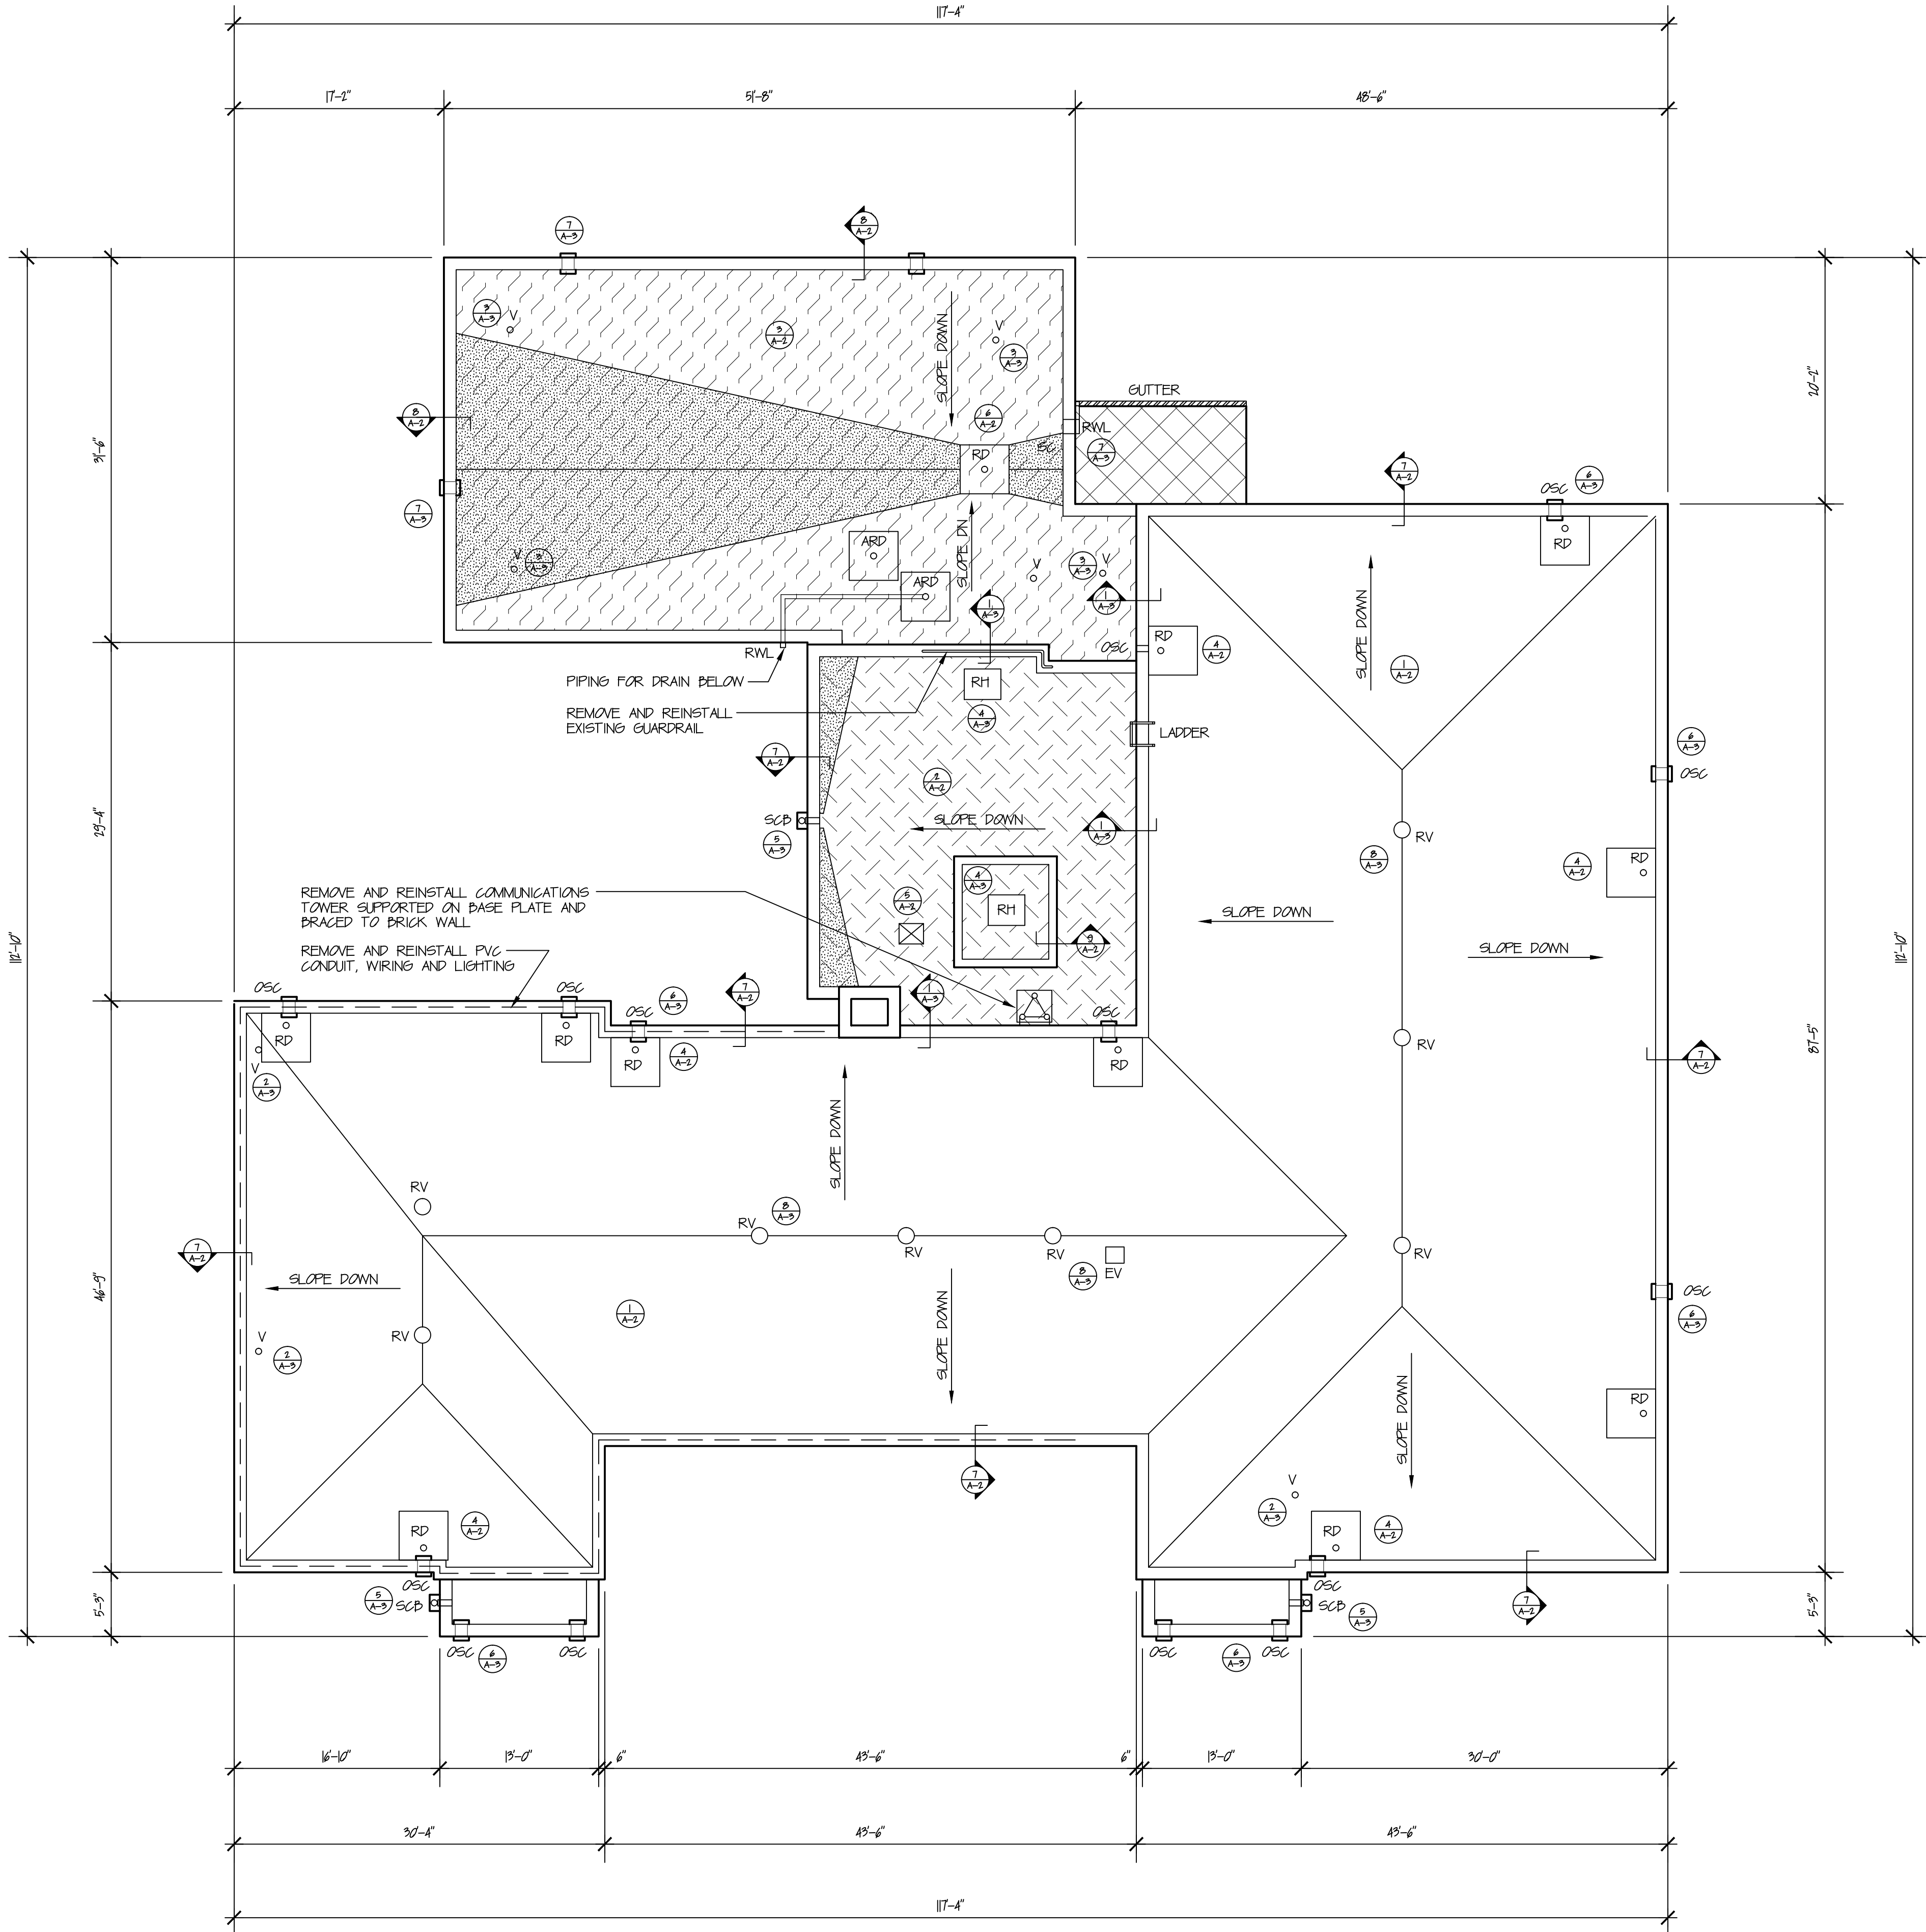 117'-4"
17'-2"
51'-8"
48'-6"
7
A-3
8
A-2
3
A-3
V
3
A-2
SLOPE DOWN
V
3
A-3
GUTTER
20'-2"
8
A-2
6
A-2
RWL
31'-6"
RD
SC
7
A-3
7
A-2
OSC
6
A-3
7
A-3
RD
ARD
SLOPE DN
V
3
A-3
V
V
3
A-3
ARD
1
A-3
1
A-3
SLOPE DOWN
RWL
OSC
RD
4
A-2
1
A-2
PIPING FOR DRAIN BELOW
RH
4
A-3
REMOVE AND REINSTALL
EXISTING GUARDRAIL
LADDER
6
A-3
OSC
7
A-2
2
A-2
29'-4"
SCB
SLOPE DOWN
1
A-3
RV
5
A-3
8
A-3
4
A-2
RD
REMOVE AND REINSTALL COMMUNICATIONS
TOWER SUPPORTED ON BASE PLATE AND
BRACED TO BRICK WALL
5
A-2
4
A-3
RH
SLOPE DOWN
112'-10"
REMOVE AND REINSTALL PVC
CONDUIT, WIRING AND LIGHTING
9
A-2
SLOPE DOWN
112'-10"
OSC
OSC
6
A-3
7
A-2
1
A-3
OSC
OSC
RD
RD
RD
4
A-2
RD
RV
87'-5"
7
A-2
V
2
A-3
SLOPE DOWN
RV
RV
8
A-3
RV
RV
8
A-3
EV
RV
7
A-2
46'-9"
SLOPE DOWN
1
A-2
SLOPE DOWN
OSC
6
A-3
V
RV
2
A-3
SLOPE DOWN
RD
7
A-2
V
2
A-3
RD
4
A-2
RD
4
A-2
OSC
OSC
5'-3"
5
A-3
SCB
SCB
5
A-3
7
A-2
5'-3"
OSC
6
A-3
OSC
OSC
6
A-3
OSC
16'-10"
13'-0"
6"
43'-6"
6"
13'-0"
30'-0"
30'-4"
43'-6"
43'-6"
117'-4"